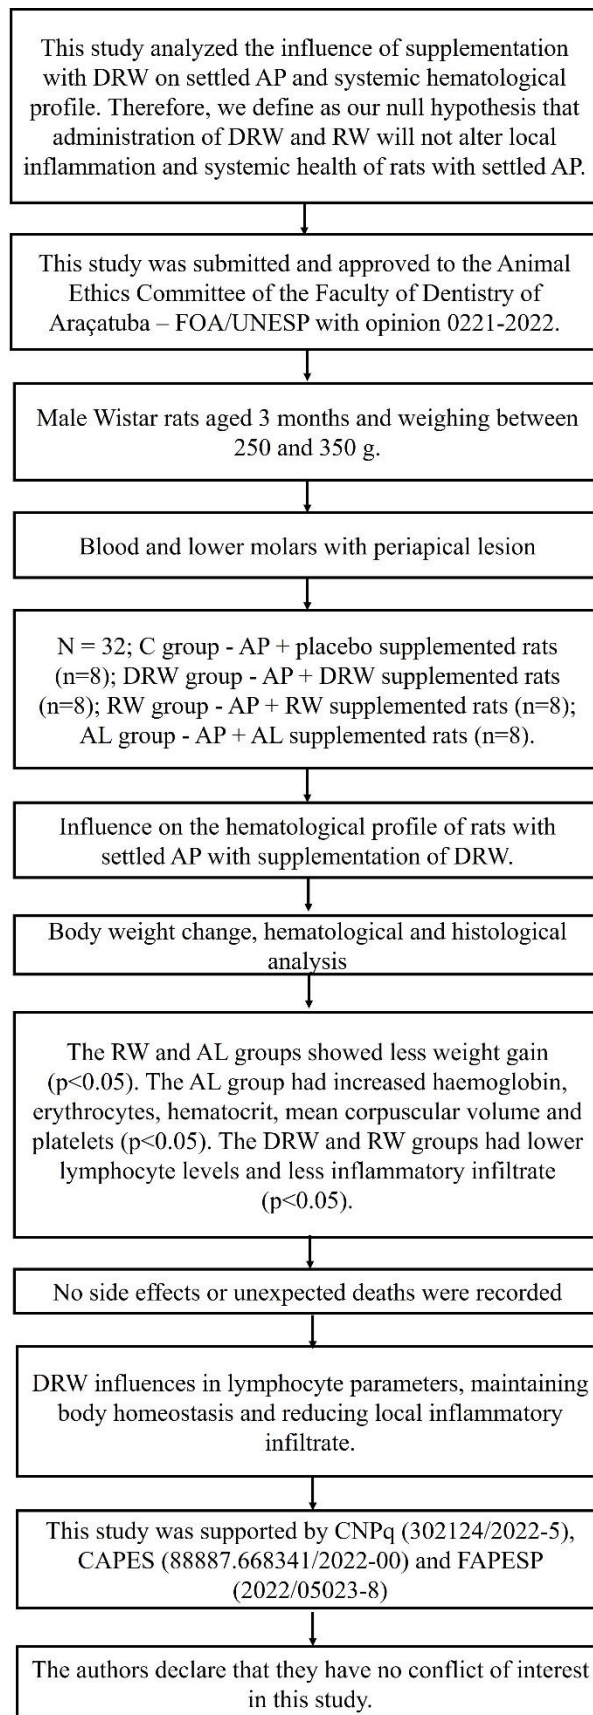 This study analyzed the influence of supplementation
with DRW on settled AP and systemic hematological
profile. Therefore, we define as our null hypothesis that
administration of DRW and RW will not alter local
inflammation and systemic health of rats with settled AP.
This study was submitted and approved to the Animal
Ethics Committee of the Faculty of Dentistry of
Araçatuba – FOA/UNESP with opinion 0221-2022.
Male Wistar rats aged 3 months and weighing between
250 and 350 g.
Blood and lower molars with periapical lesion
N = 32; C group - AP + placebo supplemented rats
(n=8); DRW group - AP + DRW supplemented rats
(n=8); RW group - AP + RW supplemented rats (n=8);
AL group - AP + AL supplemented rats (n=8).
Influence on the hematological profile of rats with
settled AP with supplementation of DRW.
Body weight change, hematological and histological
analysis
The RW and AL groups showed less weight gain
(p<0.05). The AL group had increased haemoglobin,
erythrocytes, hematocrit, mean corpuscular volume and
platelets (p<0.05). The DRW and RW groups had lower
lymphocyte levels and less inflammatory infiltrate
(p<0.05).
No side effects or unexpected deaths were recorded
DRW influences in lymphocyte parameters, maintaining
body homeostasis and reducing local inflammatory
infiltrate.
This study was supported by CNPq (302124/2022-5),
CAPES (88887.668341/2022-00) and FAPESP
(2022/05023-8)
The authors declare that they have no conflict of interest
in this study.